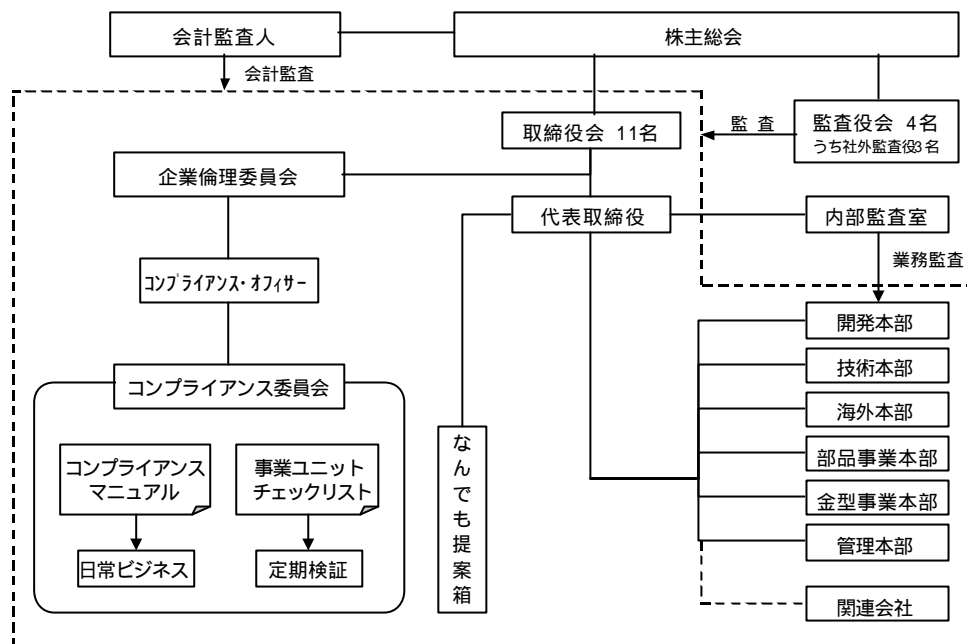 会計監査人
株主総会
会計監査
取締役会 11名
監 査
監査役会 4名
うち社外監査役3名
企業倫理委員会
代表取締役
内部監査室
業務監査
コンプライアンス・オフィサー
開発本部
技術本部
コンプライアンス委員会
海外本部
なんでも提案箱
コンプライアンス
マニュアル
事業ユニット
チェックリスト
部品事業本部
金型事業本部
管理本部
日常ビジネス
定期検証
関連会社